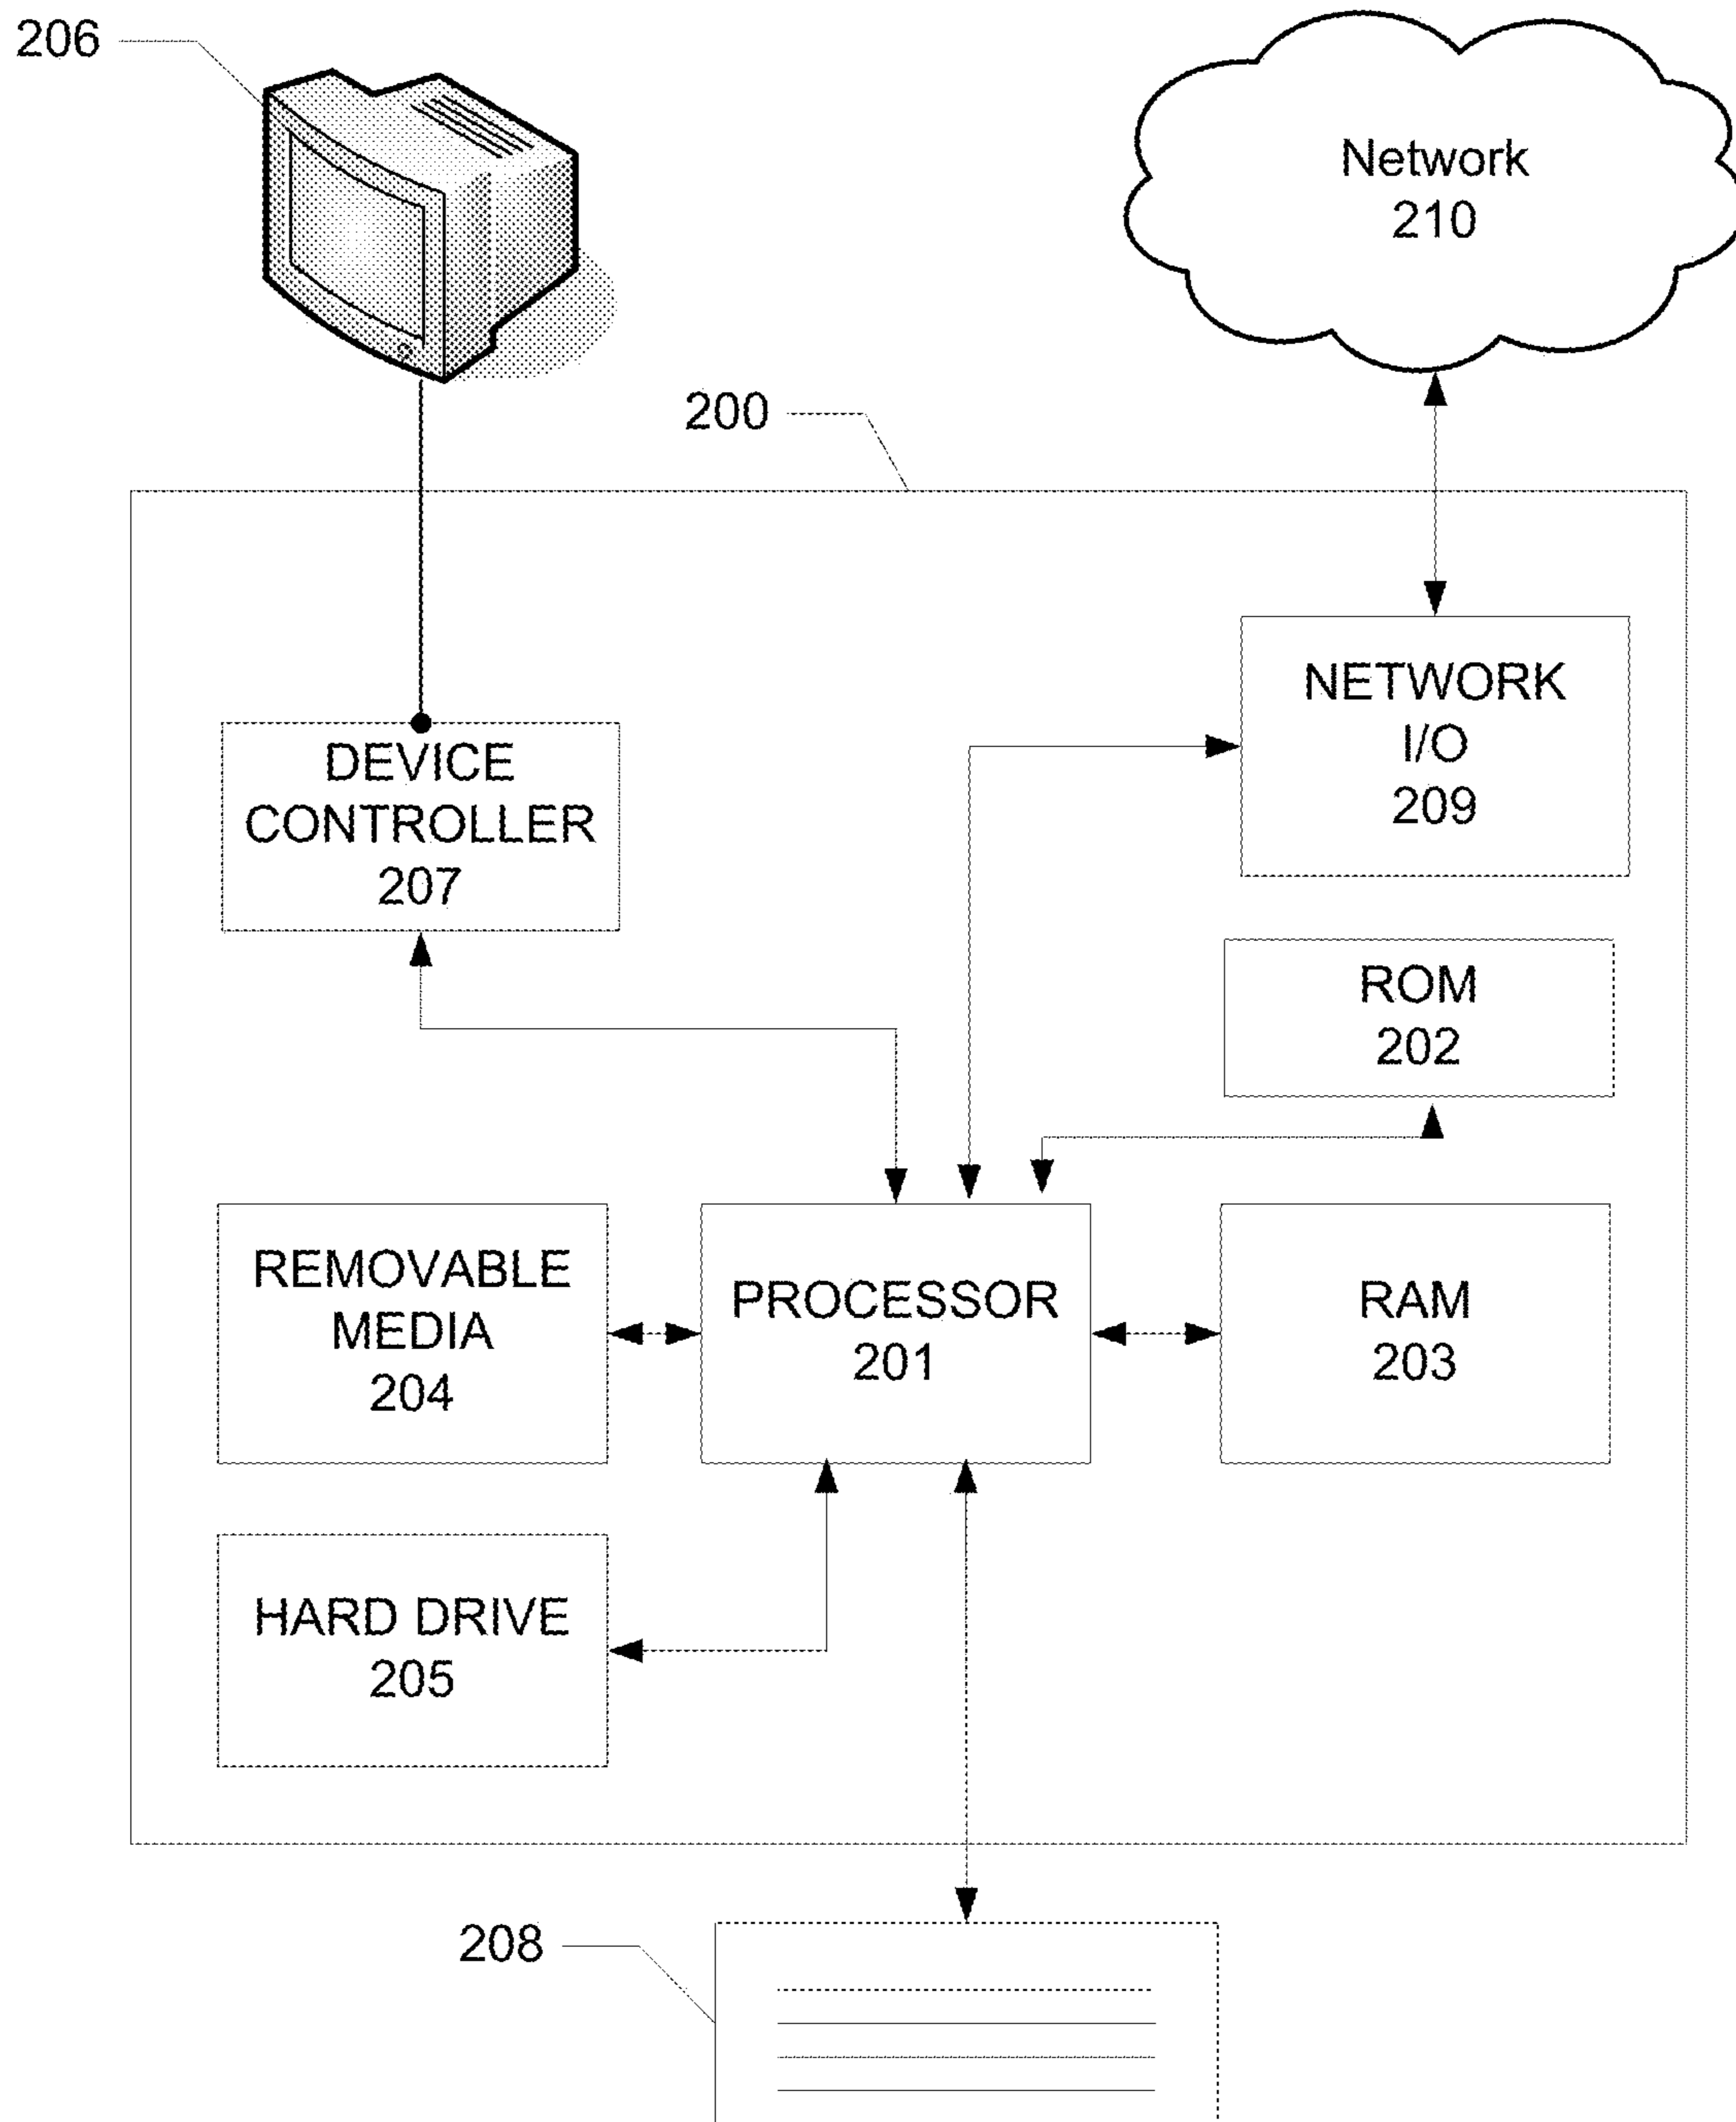 206
Network
210
200
NETWORK
I/O
209
DEVICE
CONTROLLER
207
ROM
202
REMOVABLE
MEDIA
204
PROCESSOR
201
RAM
203
HARD DRIVE
205
208